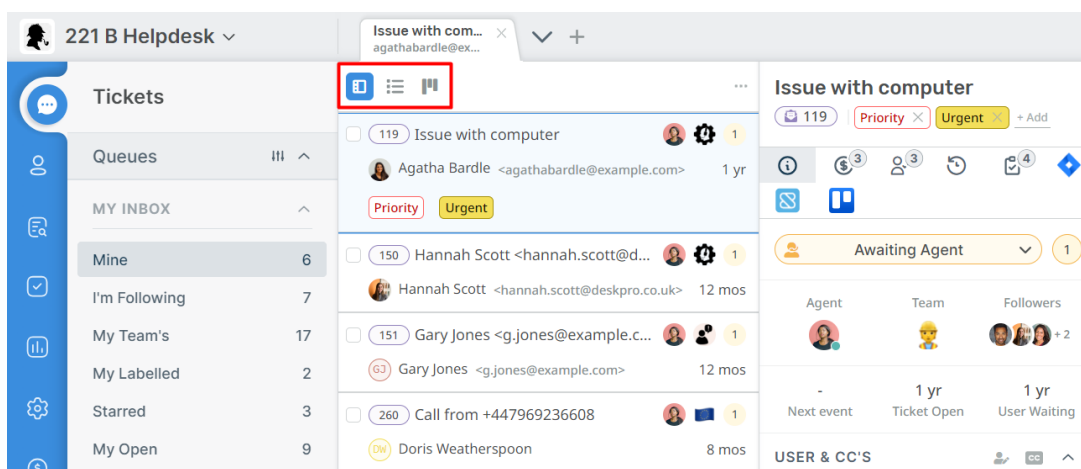 221 B Helpdesk
Issue with com...
agathabardle@ex...
Tickets
Queues
MY INBOX
Mine 6
I'm Following 7
My Team's 17
My Labelled 2
Starred 3
My Open 9
119 Issue with computer 1
Agatha Bardle <agathabardle@example.com> 1 yr
Priority Urgent
150 Hannah Scott <hannah.scott@d... 1
Hannah Scott <hannah.scott@deskpro.co.uk> 12 mos
151 Gary Jones <g.jones@example.c... 1
GJ Gary Jones <g.jones@example.com> 12 mos
260 Call from +447969236608 1
DW Doris Weatherspoon 8 mos
Issue with computer
119 Priority Urgent + Add
3 3 4
Awaiting Agent 1
Agent Team Followers
+ 2
- 1 yr 1 yr
Next event Ticket Open User Waiting
USER & CC'S CC